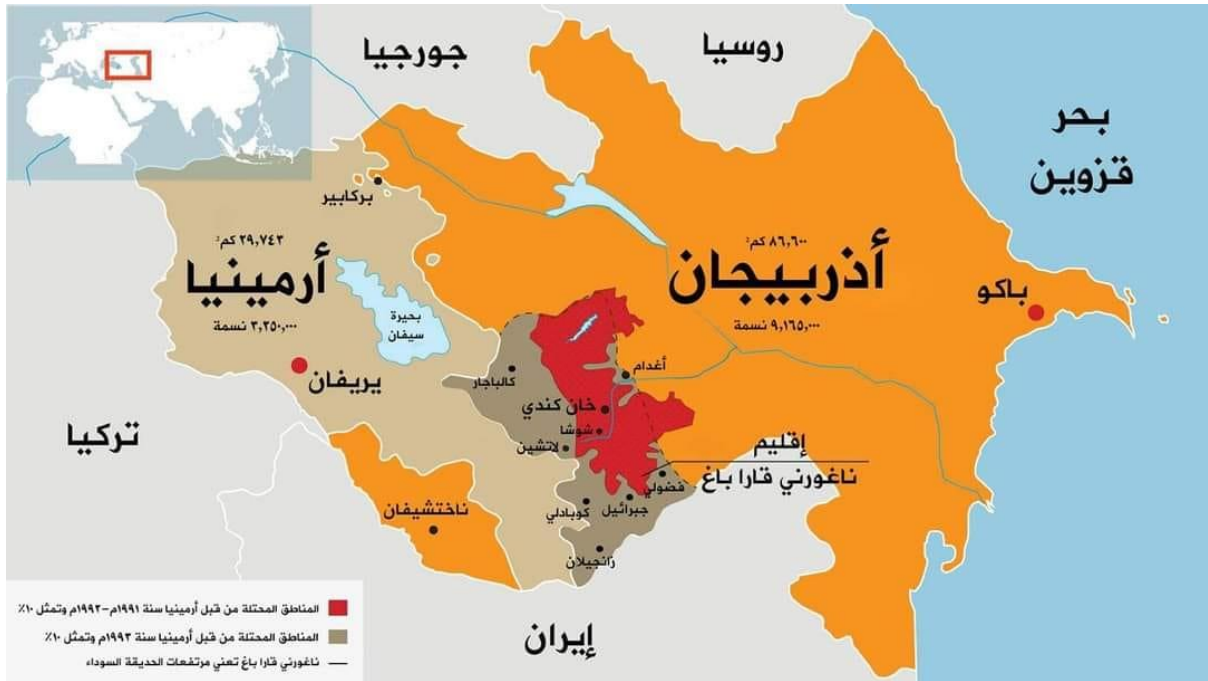 روسيا
جورجيا
بحر
قزوين
بركابير
٢٩,٧٤٣ كم²
أرمينيا
٣,٢٥٠,٠٠٠ نسمة
٨٦,٦٠٠ كم²
أذربيجان
٩,١٦٥,٠٠٠ نسمة
باكو
بحيرة
سيفان
يريفان
كالباجار
أغدام
خان كندي
شوشا
لاتشين
تركيا
إقليم
ناغورني قارا باغ
فضولي
جبرائيل
كوبادلي
ناختشيفان
زانجيلان
إيران
المناطق المحتلة من قبل أرمينيا سنة ١٩٩١م–١٩٩٢م وتمثل ١٠٪
المناطق المحتلة من قبل أرمينيا سنة ١٩٩٣م وتمثل ١٠٪
ناغورني قارا باغ تعني مرتفعات الحديقة السوداء